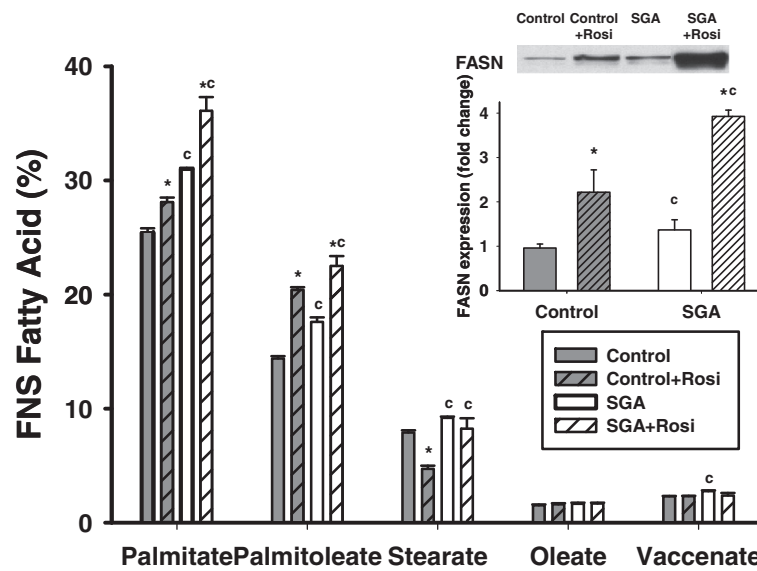 Control Control SGA SGA
+Rosi +Rosi
FASN
FASN expression (fold change)
4
3
2
1
0
*
c
*c
Control SGA
FNS Fatty Acid (%)
40
30
20
10
0
* c *c
* c *c
* c c
c
Palmitate Palmitoleate Stearate Oleate Vaccenate
Control
Control+Rosi
SGA
SGA+Rosi